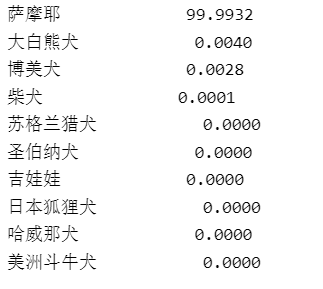 萨摩耶 99.9932
大白熊犬 0.0040
博美犬 0.0028
柴犬 0.0001
苏格兰猎犬 0.0000
圣伯纳犬 0.0000
吉娃娃 0.0000
日本狐狸犬 0.0000
哈威那犬 0.0000
美洲斗牛犬 0.0000